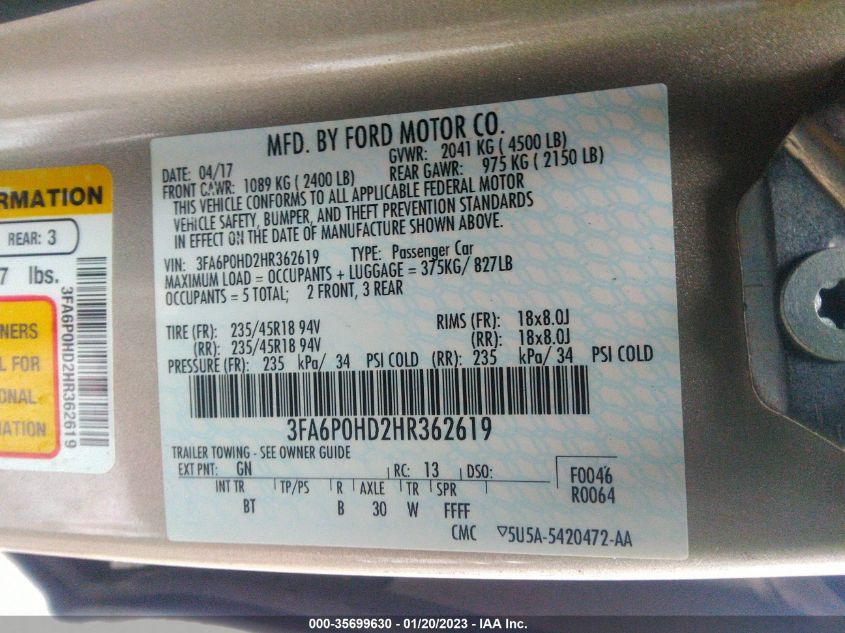 MFD. BY FORD MOTOR CO.
DATE: 04/17
GVWR: 2041 KG ( 4500 LB)
FRONT GAWR: 1089 KG ( 2400 LB)
REAR GAWR: 975 KG ( 2150 LB)
THIS VEHICLE CONFORMS TO ALL APPLICABLE FEDERAL MOTOR
VEHICLE SAFETY, BUMPER, AND THEFT PREVENTION STANDARDS
IN EFFECT ON THE DATE OF MANUFACTURE SHOWN ABOVE.
VIN: 3FA6P0HD2HR362619 TYPE: Passenger Car
MAXIMUM LOAD = OCCUPANTS + LUGGAGE = 375KG/ 827LB
OCCUPANTS = 5 TOTAL; 2 FRONT, 3 REAR
TIRE (FR): 235/45R18 94V RIMS (FR): 18x8.0J
(RR): 235/45R18 94V (RR): 18x8.0J
PRESSURE (FR): 235 kPa/ 34 PSI COLD (RR): 235 kPa/ 34 PSI COLD
3FA6P0HD2HR362619
TRAILER TOWING - SEE OWNER GUIDE
EXT PNT: GN RC: 13 DSO:
F0046
R0064
INT TR TP/PS R AXLE TR SPR
BT B 30 W FFFF
CMC ▽5U5A-5420472-AA
RMATION
REAR: 3
7 lbs.
3FA6P0HD2HR362619
NERS
L FOR
ONAL
MATION
000-35699630 - 01/20/2023 - IAA Inc.